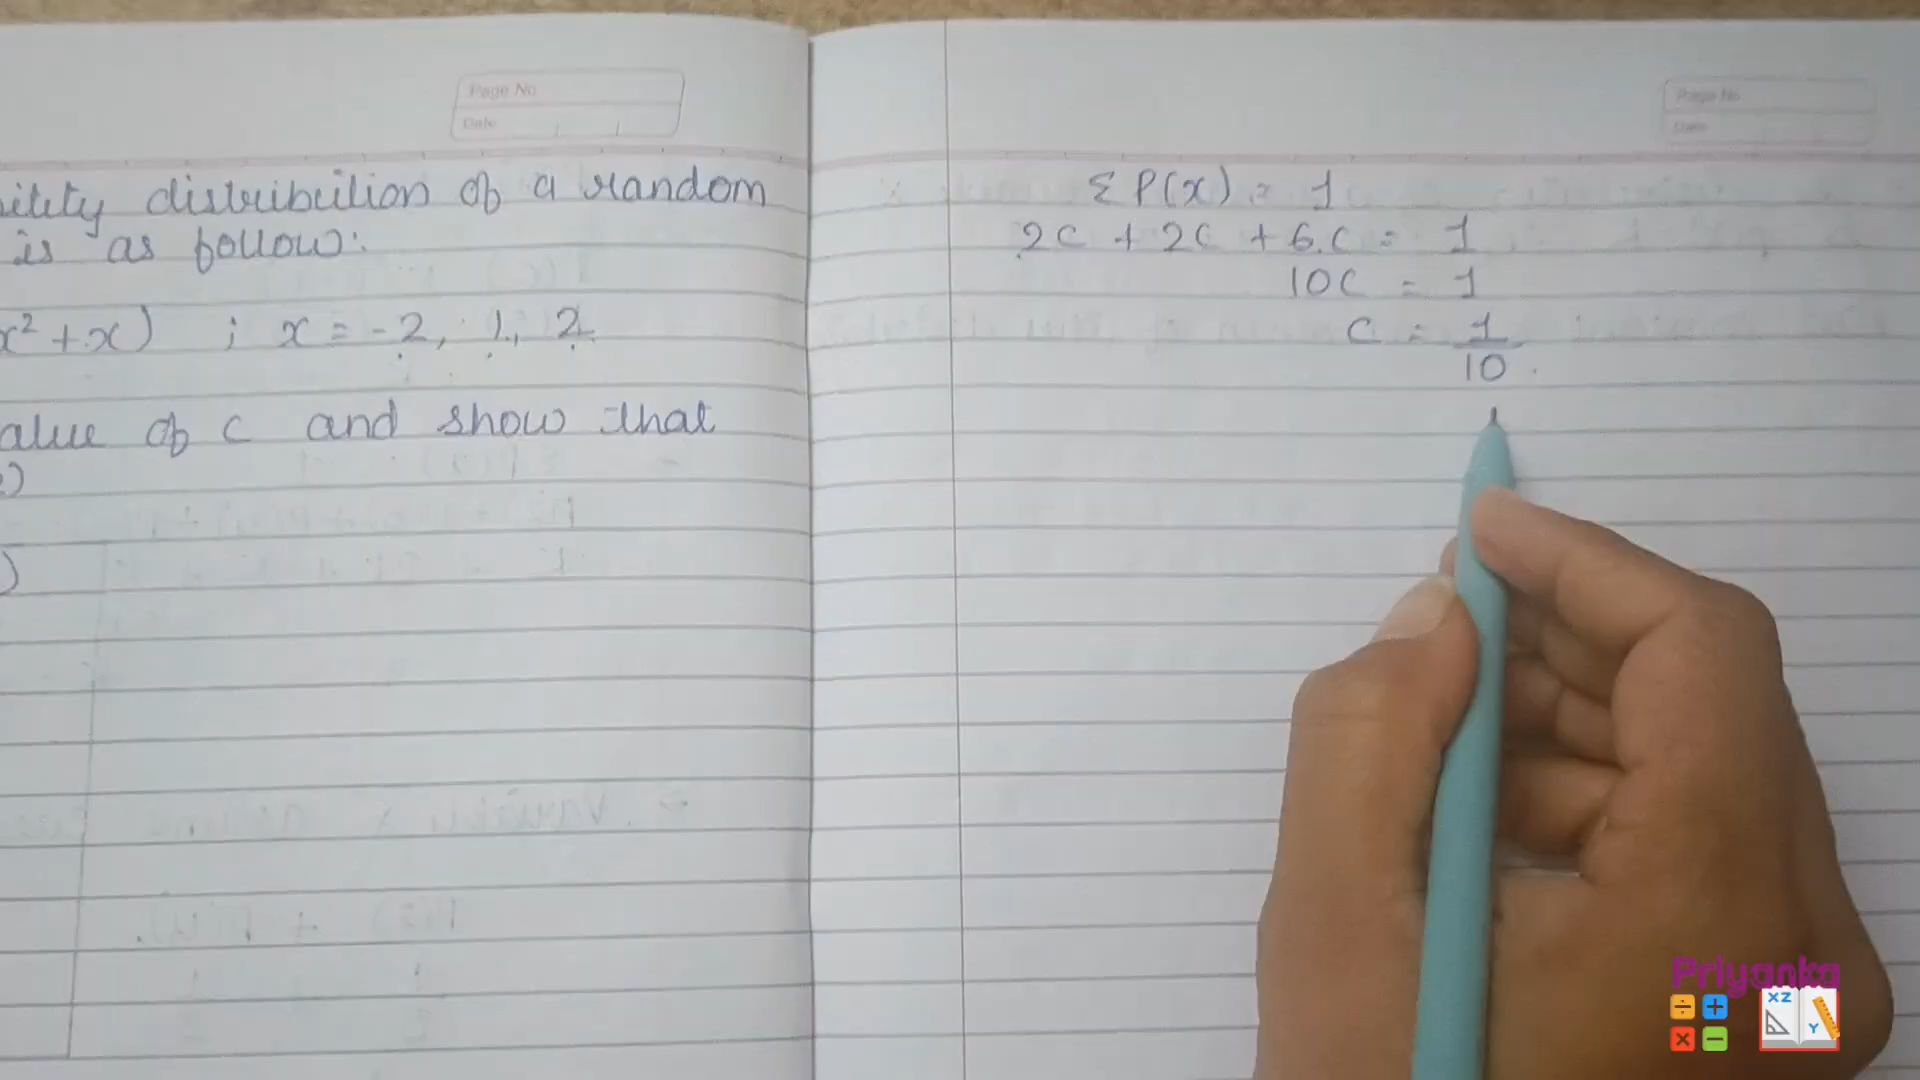 Page No
Date
ility distribution of a random
is as follow:
x² + x) ; x = -2, 1, 2
alue of c and show that
)
)
Page No
Date
Σ P(x) = 1
2c + 2c + 6c = 1
10c = 1
c = 1
10
Priyanka
XZ
Y
÷ +
× −